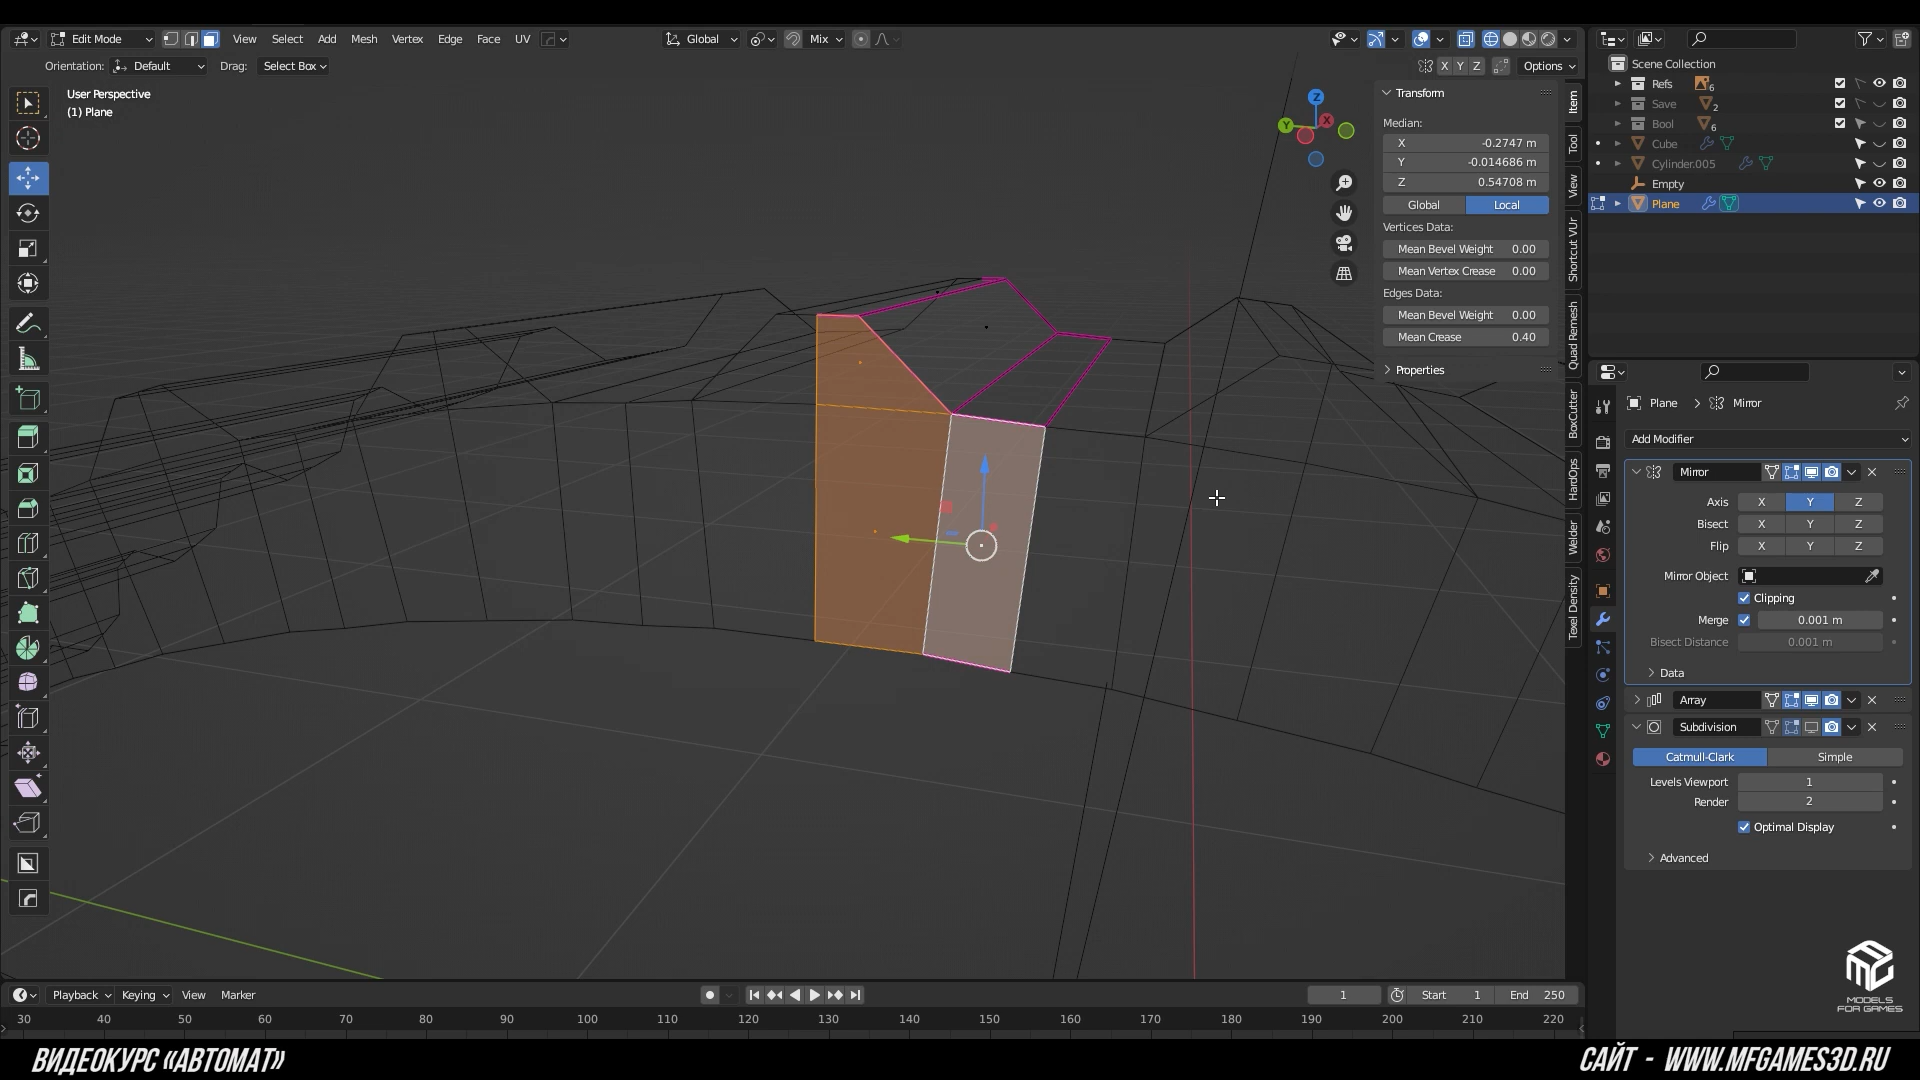 Edit Mode View Select Add Mesh Vertex Edge Face UV Global Mix
Orientation: Default Drag: Select Box X Y Z Options
User Perspective
(1) Plane
Z
Y
X
Transform
Median:
X -0.2747 m
Y -0.014686 m
Z 0.54708 m
Global Local
Vertices Data:
Mean Bevel Weight 0.00
Mean Vertex Crease 0.00
Edges Data:
Mean Bevel Weight 0.00
Mean Crease 0.40
Properties
Item
Tool
View
Shortcut VUr
Quad Remesh
BoxCutter
HardOps
Welder
Texel Density
Scene Collection
Refs 6
Save 2
Bool 6
Cube
Cylinder.005
Empty
Plane
Plane > Mirror
Add Modifier
Mirror
Axis X Y Z
Bisect X Y Z
Flip X Y Z
Mirror Object
Clipping
Merge 0.001 m
Bisect Distance 0.001 m
Data
Array
Subdivision
Catmull-Clark Simple
Levels Viewport 1
Render 2
Optimal Display
Advanced
MODELS
FOR GAMES
Playback Keying View Marker 1 Start 1 End 250
30 40 50 60 70 80 90 100 110 120 130 140 150 160 170 180 190 200 210 220
ВИДЕОКУРС «АВТОМАТ»
САЙТ - WWW.MFGAMES3D.RU